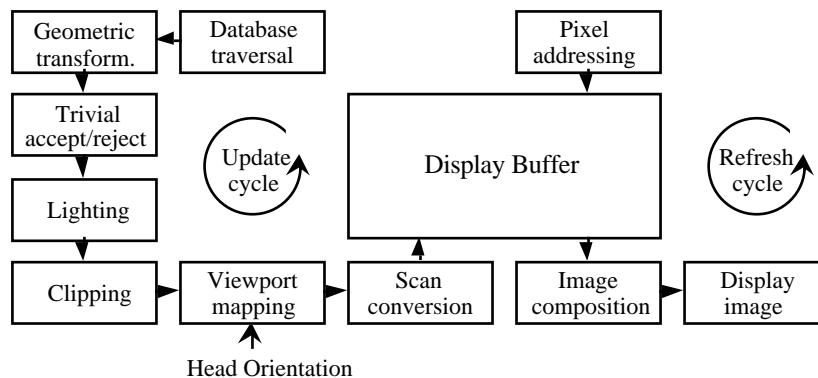 Geometric
transform.
Database
traversal
Pixel
addressing
Trivial
accept/reject
Update
cycle
Display Buffer
Refresh
cycle
Lighting
Clipping
Viewport
mapping
Scan
conversion
Image
composition
Display
image
Head Orientation